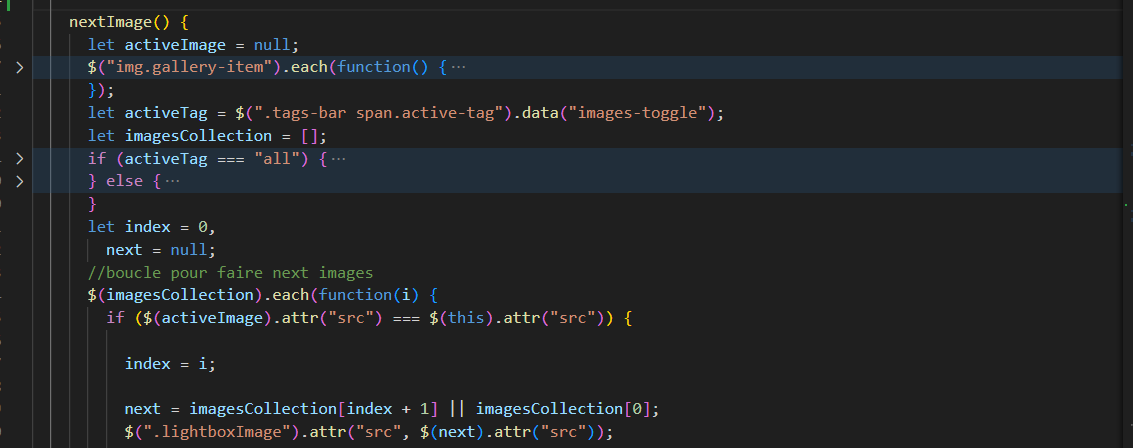 nextImage() {
let activeImage = null;
$("img.gallery-item").each(function() {···
});
let activeTag = $(".tags-bar span.active-tag").data("images-toggle");
let imagesCollection = [];
if (activeTag === "all") {···
} else {···
}
let index = 0,
next = null;
//boucle pour faire next images
$(imagesCollection).each(function(i) {
if ($(activeImage).attr("src") === $(this).attr("src")) {
index = i;
next = imagesCollection[index + 1] || imagesCollection[0];
$(".lightboxImage").attr("src", $(next).attr("src"));